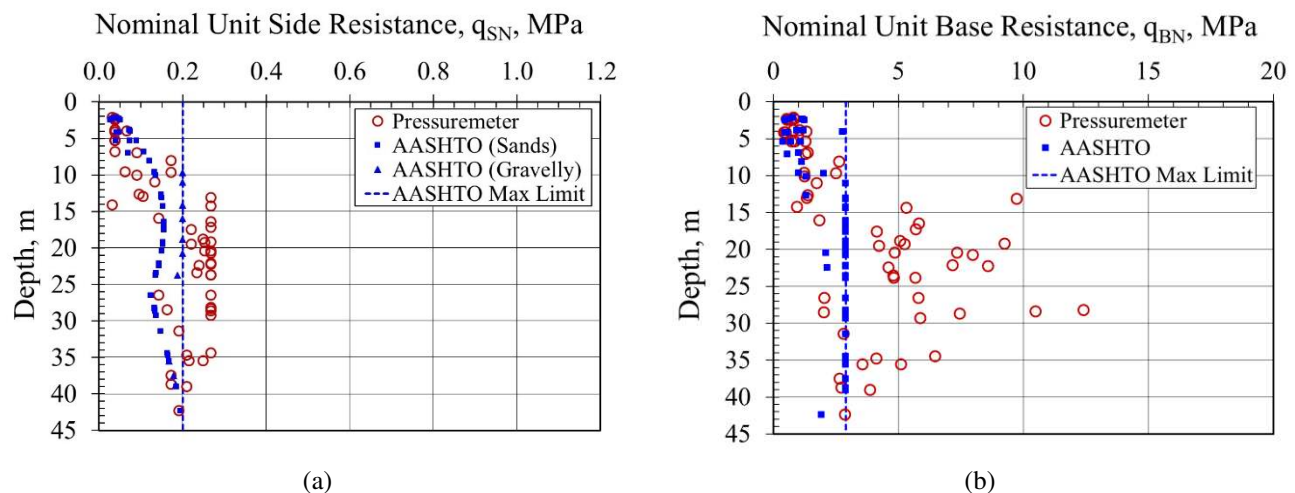 Nominal Unit Side Resistance, qSN, MPa
0.0 0.2 0.4 0.6 0.8 1.0 1.2
0
5
10
15
20
25
30
35
40
45
Depth, m
Pressuremeter
AASHTO (Sands)
AASHTO (Gravelly)
AASHTO Max Limit
(a)
Nominal Unit Base Resistance, qBN, MPa
0 5 10 15 20
0
5
10
15
20
25
30
35
40
45
Depth, m
Pressuremeter
AASHTO
AASHTO Max Limit
(b)